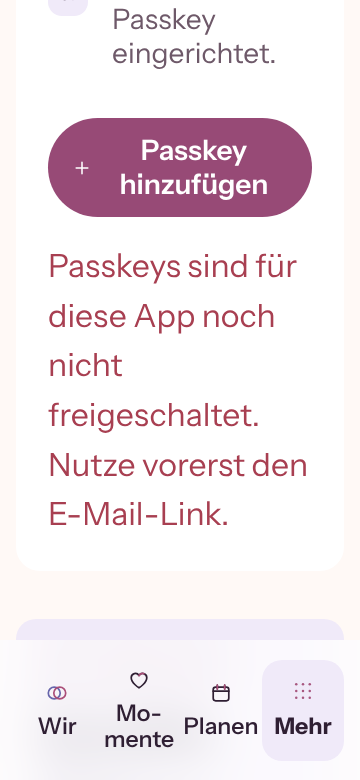 Passkey
eingerichtet.
Passkey
hinzufügen
Passkeys sind für
diese App noch
nicht
freigeschaltet.
Nutze vorerst den
E-Mail-Link.
Wir
Mo-
mente
Planen
Mehr